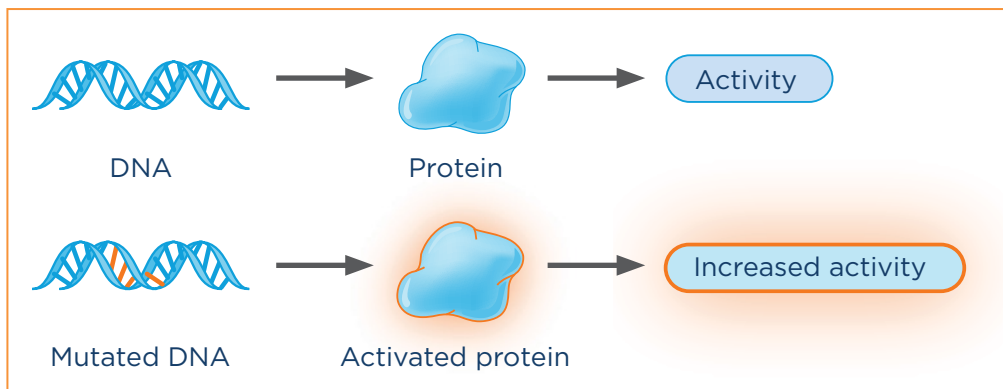 Activity
DNA
Protein
Increased activity
Mutated DNA
Activated protein